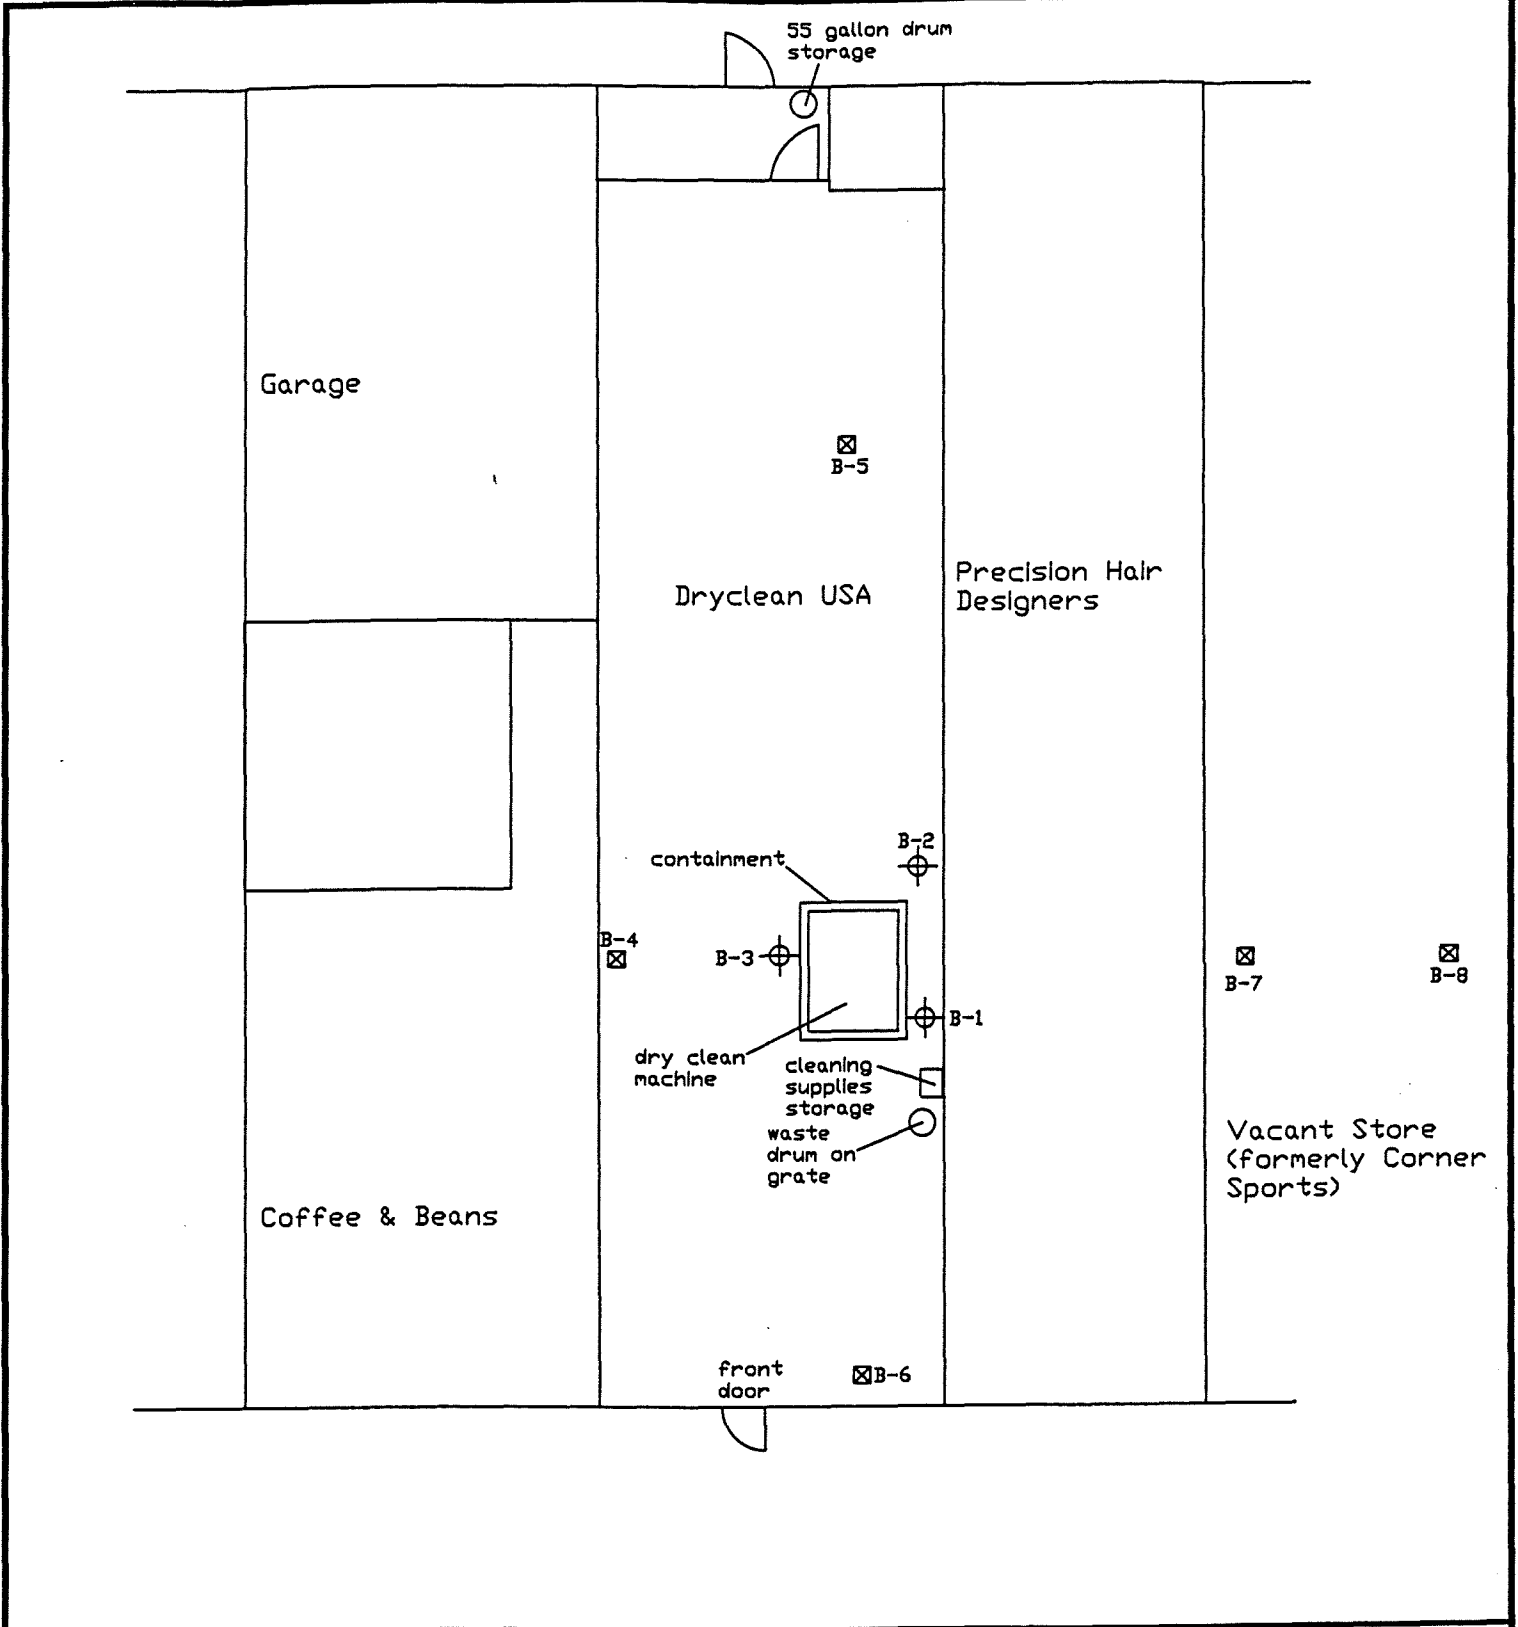 55 gallon drum
storage
Garage
B-5
Precision Hair
Designers
Dryclean USA
B-2
containment
B-4
B-3
B-7
B-8
B-1
dry clean
machine
cleaning
supplies
storage
waste
drum on
grate
Vacant Store
(formerly Corner
Sports)
Coffee & Beans
front
door
B-6